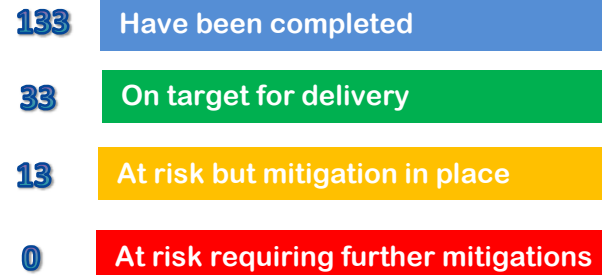 133 Have been completed
33 On target for delivery
13 At risk but mitigation in place
0 At risk requiring further mitigations